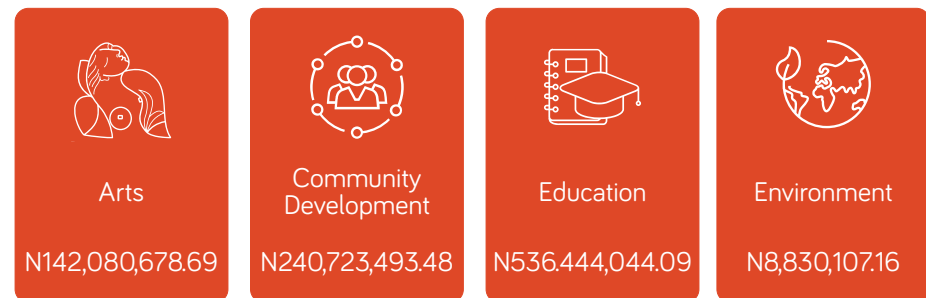 Arts
N142,080,678.69
Community
Development
N240,723,493.48
Education
N536.444,044.09
Environment
N8,830,107.16